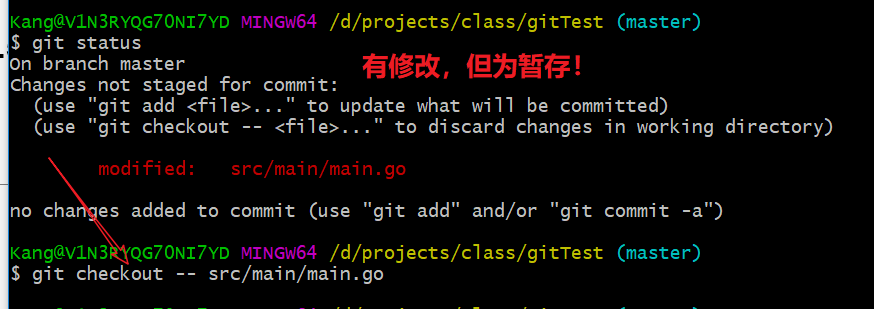 Kang@V1N3RYQG70NI7YD MINGW64 /d/projects/class/gitTest (master)
$ git status
On branch master
有修改，但为暂存！
Changes not staged for commit:
  (use "git add <file>..." to update what will be committed)
  (use "git checkout -- <file>..." to discard changes in working directory)
        modified:   src/main/main.go
no changes added to commit (use "git add" and/or "git commit -a")
Kang@V1N3RYQG70NI7YD MINGW64 /d/projects/class/gitTest (master)
$ git checkout -- src/main/main.go